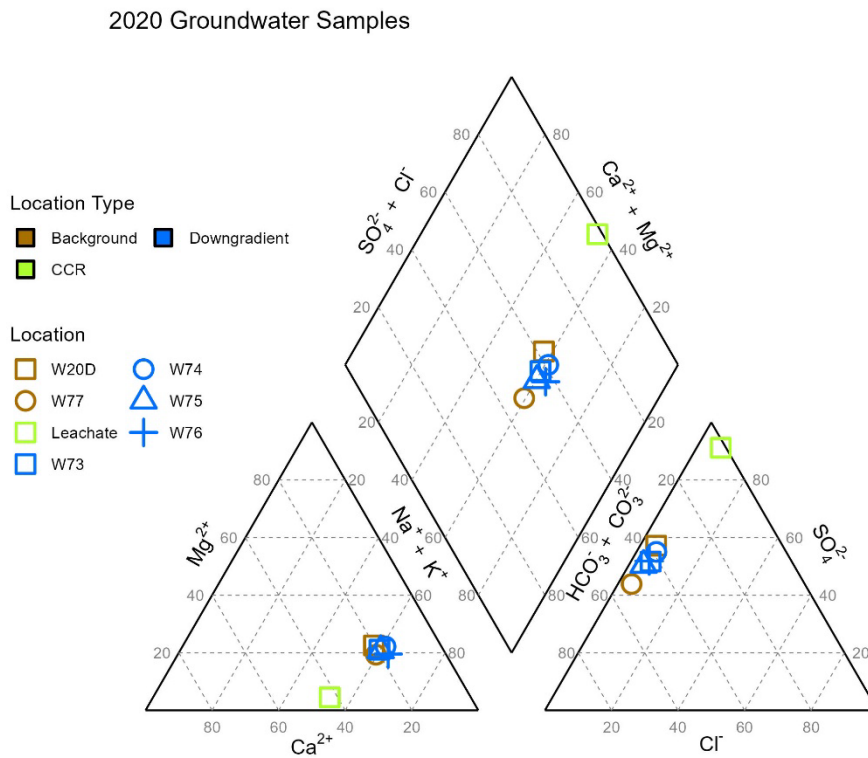 2020 Groundwater Samples
80 80
60 60
40 40
20 20
SO₄²⁻ + Cl⁻
Ca²⁺ + Mg²⁺
Location Type
Background
Downgradient
CCR
Location
W20D
W77
Leachate
W73
W74
W75
W76
20 20
40 40
60 60
80 80
Na⁺ + K⁺
HCO₃⁻ + CO₃²⁻
Mg²⁺
80 20
60 40
40 60
20 80
80 60 40 20
Ca²⁺
SO₄²⁻
20 80
40 60
60 40
80 20
20 40 60 80
Cl⁻